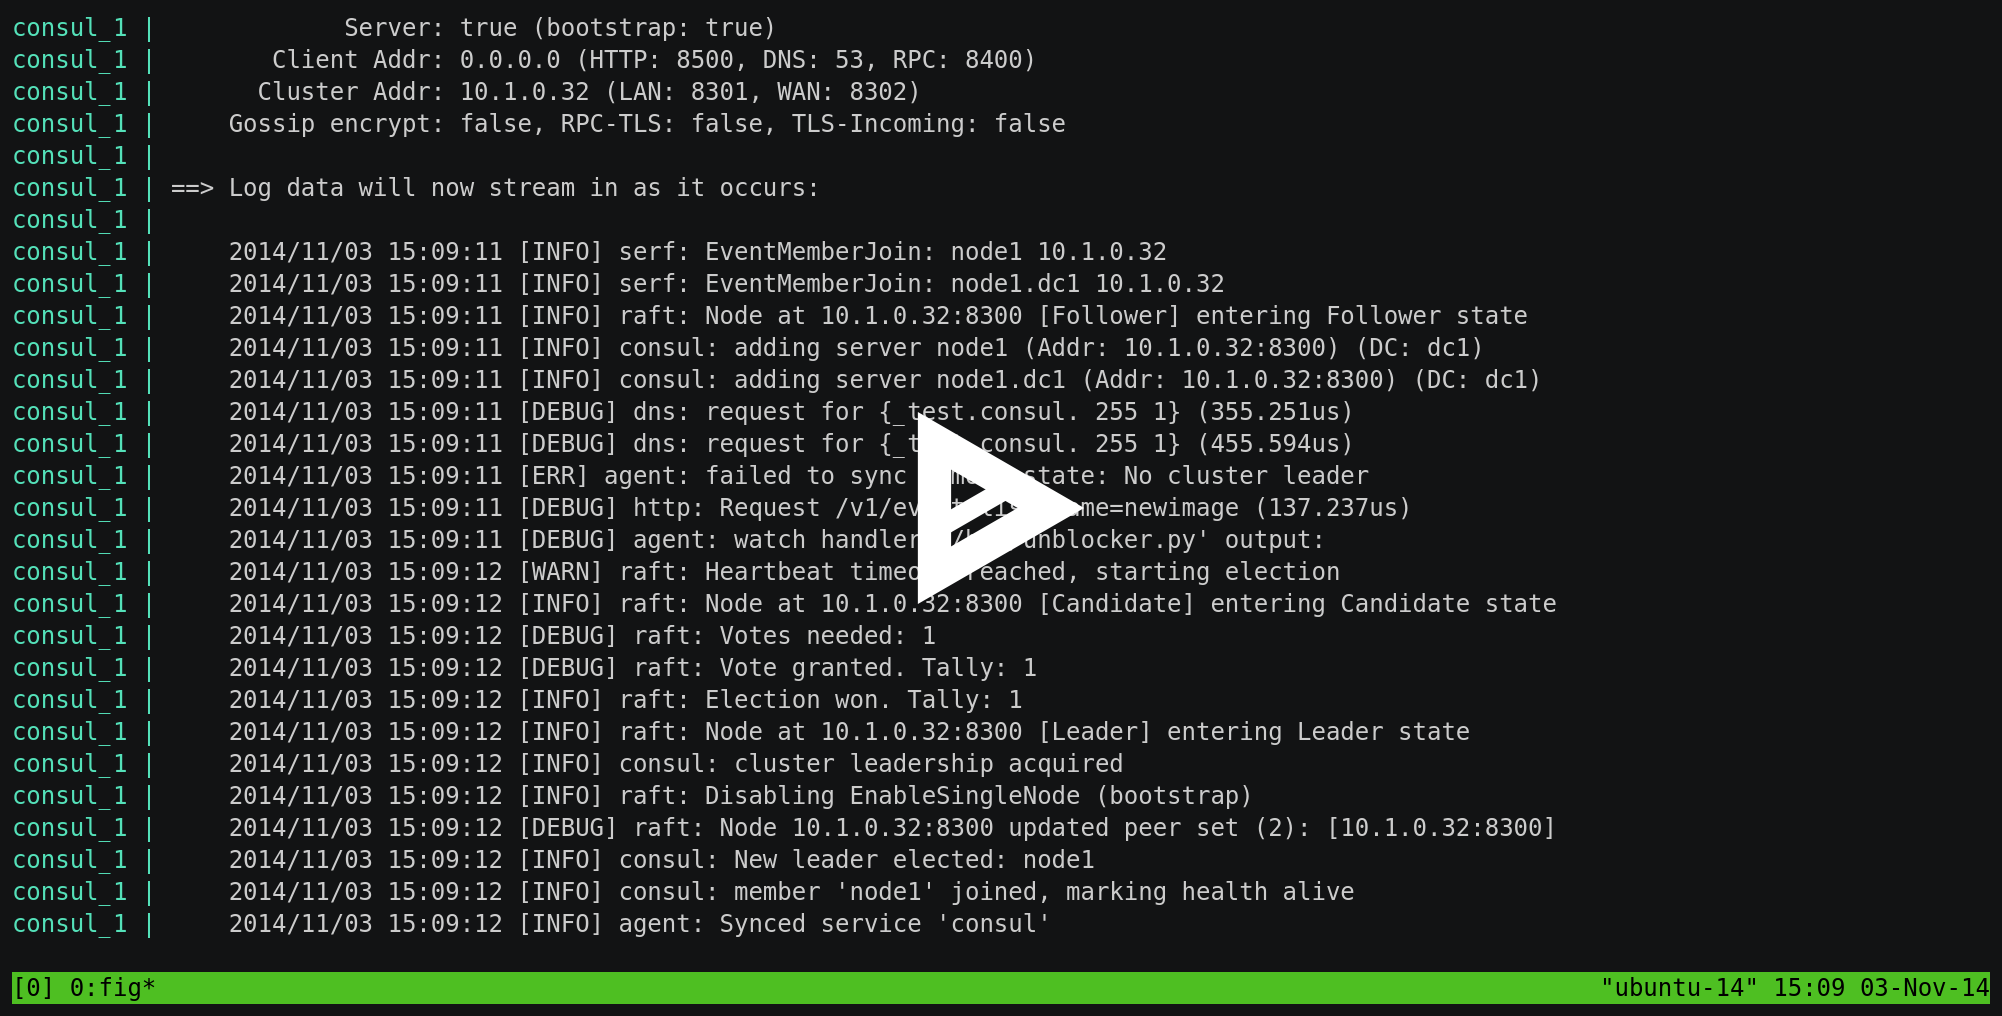 consul_1 |             Server: true (bootstrap: true)
consul_1 |        Client Addr: 0.0.0.0 (HTTP: 8500, DNS: 53, RPC: 8400)
consul_1 |       Cluster Addr: 10.1.0.32 (LAN: 8301, WAN: 8302)
consul_1 |     Gossip encrypt: false, RPC-TLS: false, TLS-Incoming: false
consul_1 |
consul_1 | ==> Log data will now stream in as it occurs:
consul_1 |
consul_1 |     2014/11/03 15:09:11 [INFO] serf: EventMemberJoin: node1 10.1.0.32
consul_1 |     2014/11/03 15:09:11 [INFO] serf: EventMemberJoin: node1.dc1 10.1.0.32
consul_1 |     2014/11/03 15:09:11 [INFO] raft: Node at 10.1.0.32:8300 [Follower] entering Follower state
consul_1 |     2014/11/03 15:09:11 [INFO] consul: adding server node1 (Addr: 10.1.0.32:8300) (DC: dc1)
consul_1 |     2014/11/03 15:09:11 [INFO] consul: adding server node1.dc1 (Addr: 10.1.0.32:8300) (DC: dc1)
consul_1 |     2014/11/03 15:09:11 [DEBUG] dns: request for {_test.consul. 255 1} (355.251us)
consul_1 |     2014/11/03 15:09:11 [DEBUG] dns: request for 255 1} (455.594us)
consul_1 |     2014/11/03 15:09:11 [ERR] agent: failed to sync state: No cluster leader
consul_1 |     2014/11/03 15:09:11 [DEBUG] http: Request (137.237us)
consul_1 |     2014/11/03 15:09:11 [DEBUG] agent: watch handler output:
consul_1 |     2014/11/03 15:09:12 [WARN] raft: Heartbeat timeout reached, starting election
consul_1 |     2014/11/03 15:09:12 [INFO] raft: Node at 10.1.0.32:8300 [Candidate] entering Candidate state
consul_1 |     2014/11/03 15:09:12 [DEBUG] raft: Votes needed: 1
consul_1 |     2014/11/03 15:09:12 [DEBUG] raft: Vote granted. Tally: 1
consul_1 |     2014/11/03 15:09:12 [INFO] raft: Election won. Tally: 1
consul_1 |     2014/11/03 15:09:12 [INFO] raft: Node at 10.1.0.32:8300 [Leader] entering Leader state
consul_1 |     2014/11/03 15:09:12 [INFO] consul: cluster leadership acquired
consul_1 |     2014/11/03 15:09:12 [INFO] raft: Disabling EnableSingleNode (bootstrap)
consul_1 |     2014/11/03 15:09:12 [DEBUG] raft: Node 10.1.0.32:8300 updated peer set (2): [10.1.0.32:8300]
consul_1 |     2014/11/03 15:09:12 [INFO] consul: New leader elected: node1
consul_1 |     2014/11/03 15:09:12 [INFO] consul: member 'node1' joined, marking health alive
consul_1 |     2014/11/03 15:09:12 [INFO] agent: Synced service 'consul'
[0] 0:fig* "ubuntu-14" 15:09 03-Nov-14